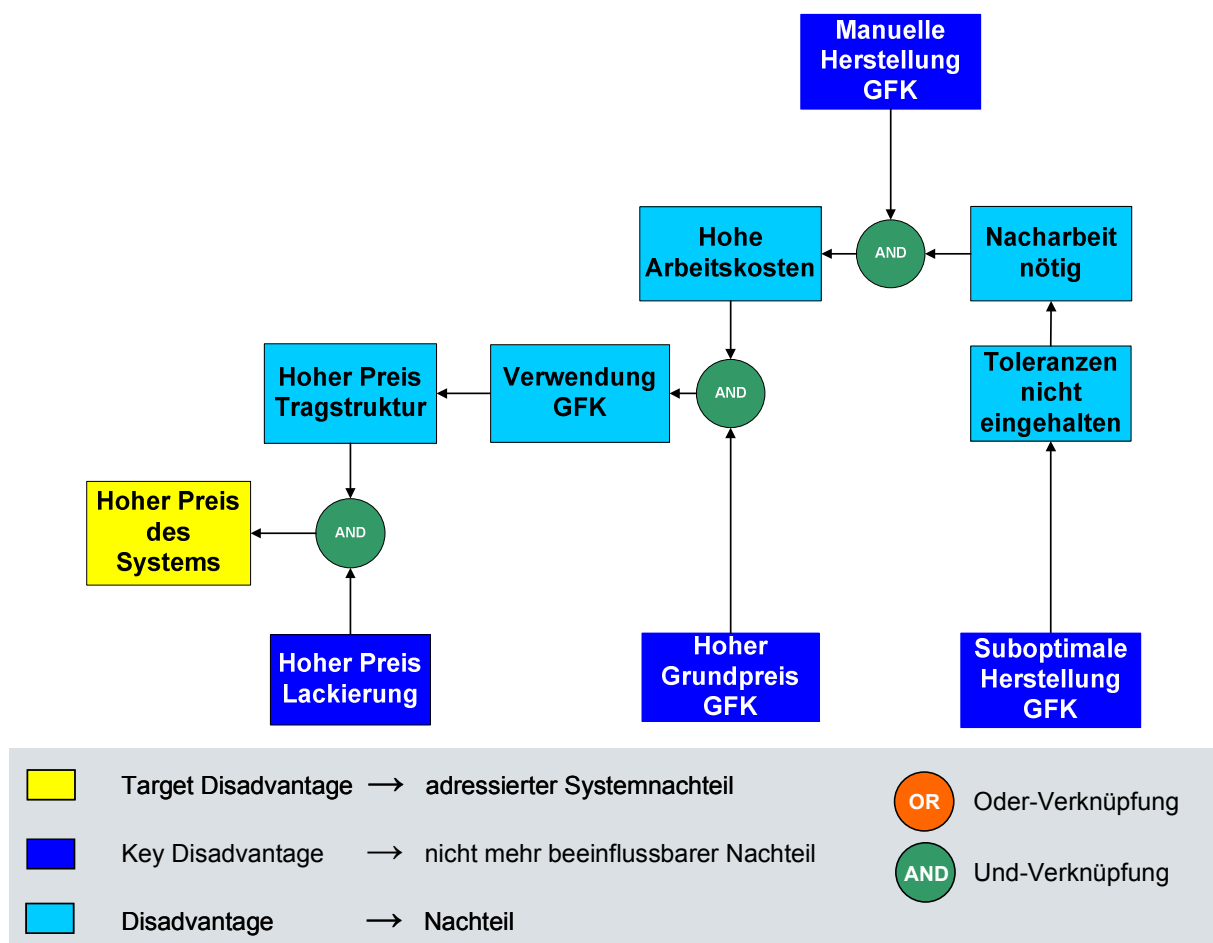 Manuelle
Herstellung
GFK
Hohe
Arbeitskosten
AND
Nacharbeit
nötig
Hoher Preis
Tragstruktur
Verwendung
GFK
AND
Toleranzen
nicht
eingehalten
Hoher Preis
des
Systems
AND
Hoher Preis
Lackierung
Hoher
Grundpreis
GFK
Suboptimale
Herstellung
GFK
Target Disadvantage → adressierter Systemnachteil
Key Disadvantage → nicht mehr beeinflussbarer Nachteil
Disadvantage → Nachteil
OR Oder-Verknüpfung
AND Und-Verknüpfung